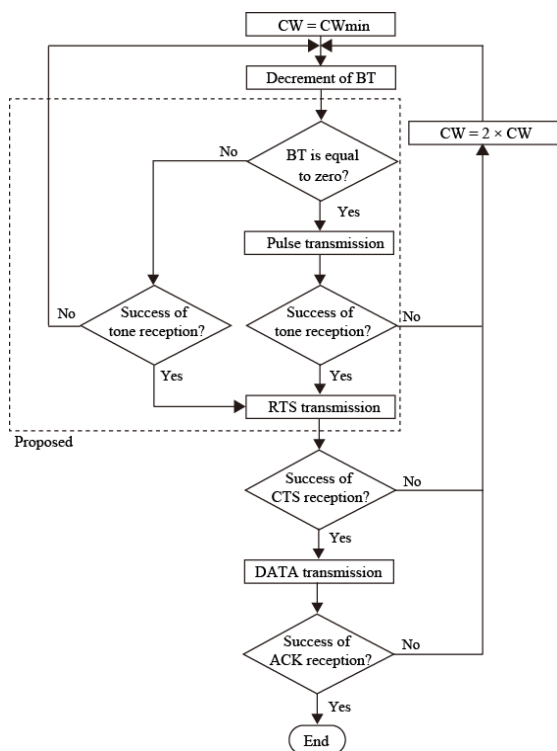 CW = CWmin
Decrement of BT
CW = 2 × CW
BT is equal
to zero?
No
Yes
Pulse transmission
Success of
tone reception?
No
Yes
Success of
tone reception?
No
Yes
RTS transmission
Proposed
Success of
CTS reception?
No
Yes
DATA transmission
Success of
ACK reception?
No
Yes
End